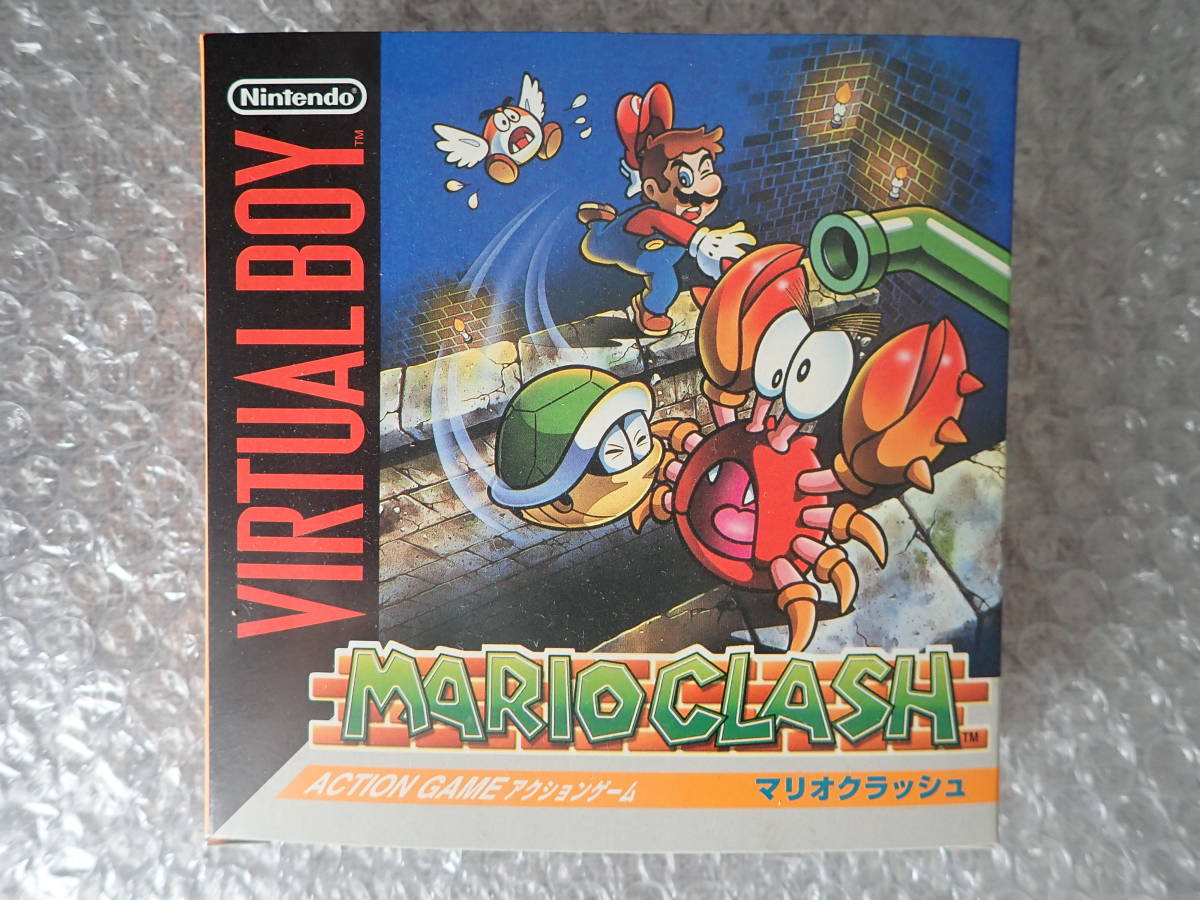 Nintendo
VIRTUAL BOY™
MARIO CLASH™
ACTION GAME アクションゲーム
マリオクラッシュ